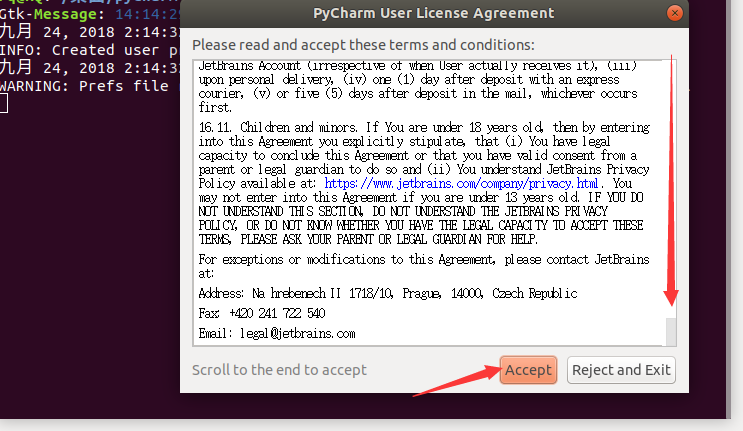 PyCharm User License Agreement
Gtk-Message: 14:14:2
九月 24, 2018 2:14:3
INFO: Created user p
九月 24, 2018 2:14:3
WARNING: Prefs file
Please read and accept these terms and conditions:
JetBrains Account (irrespective of when User actually receives it), (iii)
upon personal delivery, (iv) one (1) day after deposit with an express
courier, (v) or five (5) days after deposit in the mail, whichever occurs
first.
16.11. Children and minors. If You are under 18 years old, then by entering
into this Agreement you explicitly stipulate, that (i) You have legal
capacity to conclude this Agreement or that you have valid consent from a
parent or legal guardian to do so and (ii) You understand JetBrains Privacy
Policy available at: https://www.jetbrains.com/company/privacy.html. You
may not enter into this Agreement if you are under 13 years old. IF YOU DO
NOT UNDERSTAND THIS SECTION, DO NOT UNDERSTAND THE JETBRAINS PRIVACY
POLICY, OR DO NOT KNOW WHETHER YOU HAVE THE LEGAL CAPACITY TO ACCEPT THESE
TERMS, PLEASE ASK YOUR PARENT OR LEGAL GUARDIAN FOR HELP.
For exceptions or modifications to this Agreement, please contact JetBrains
at:
Address: Na hrebenech II 1718/10, Prague, 14000, Czech Republic
Fax: +420 241 722 540
Email: legal@jetbrains.com
Scroll to the end to accept
Accept
Reject and Exit